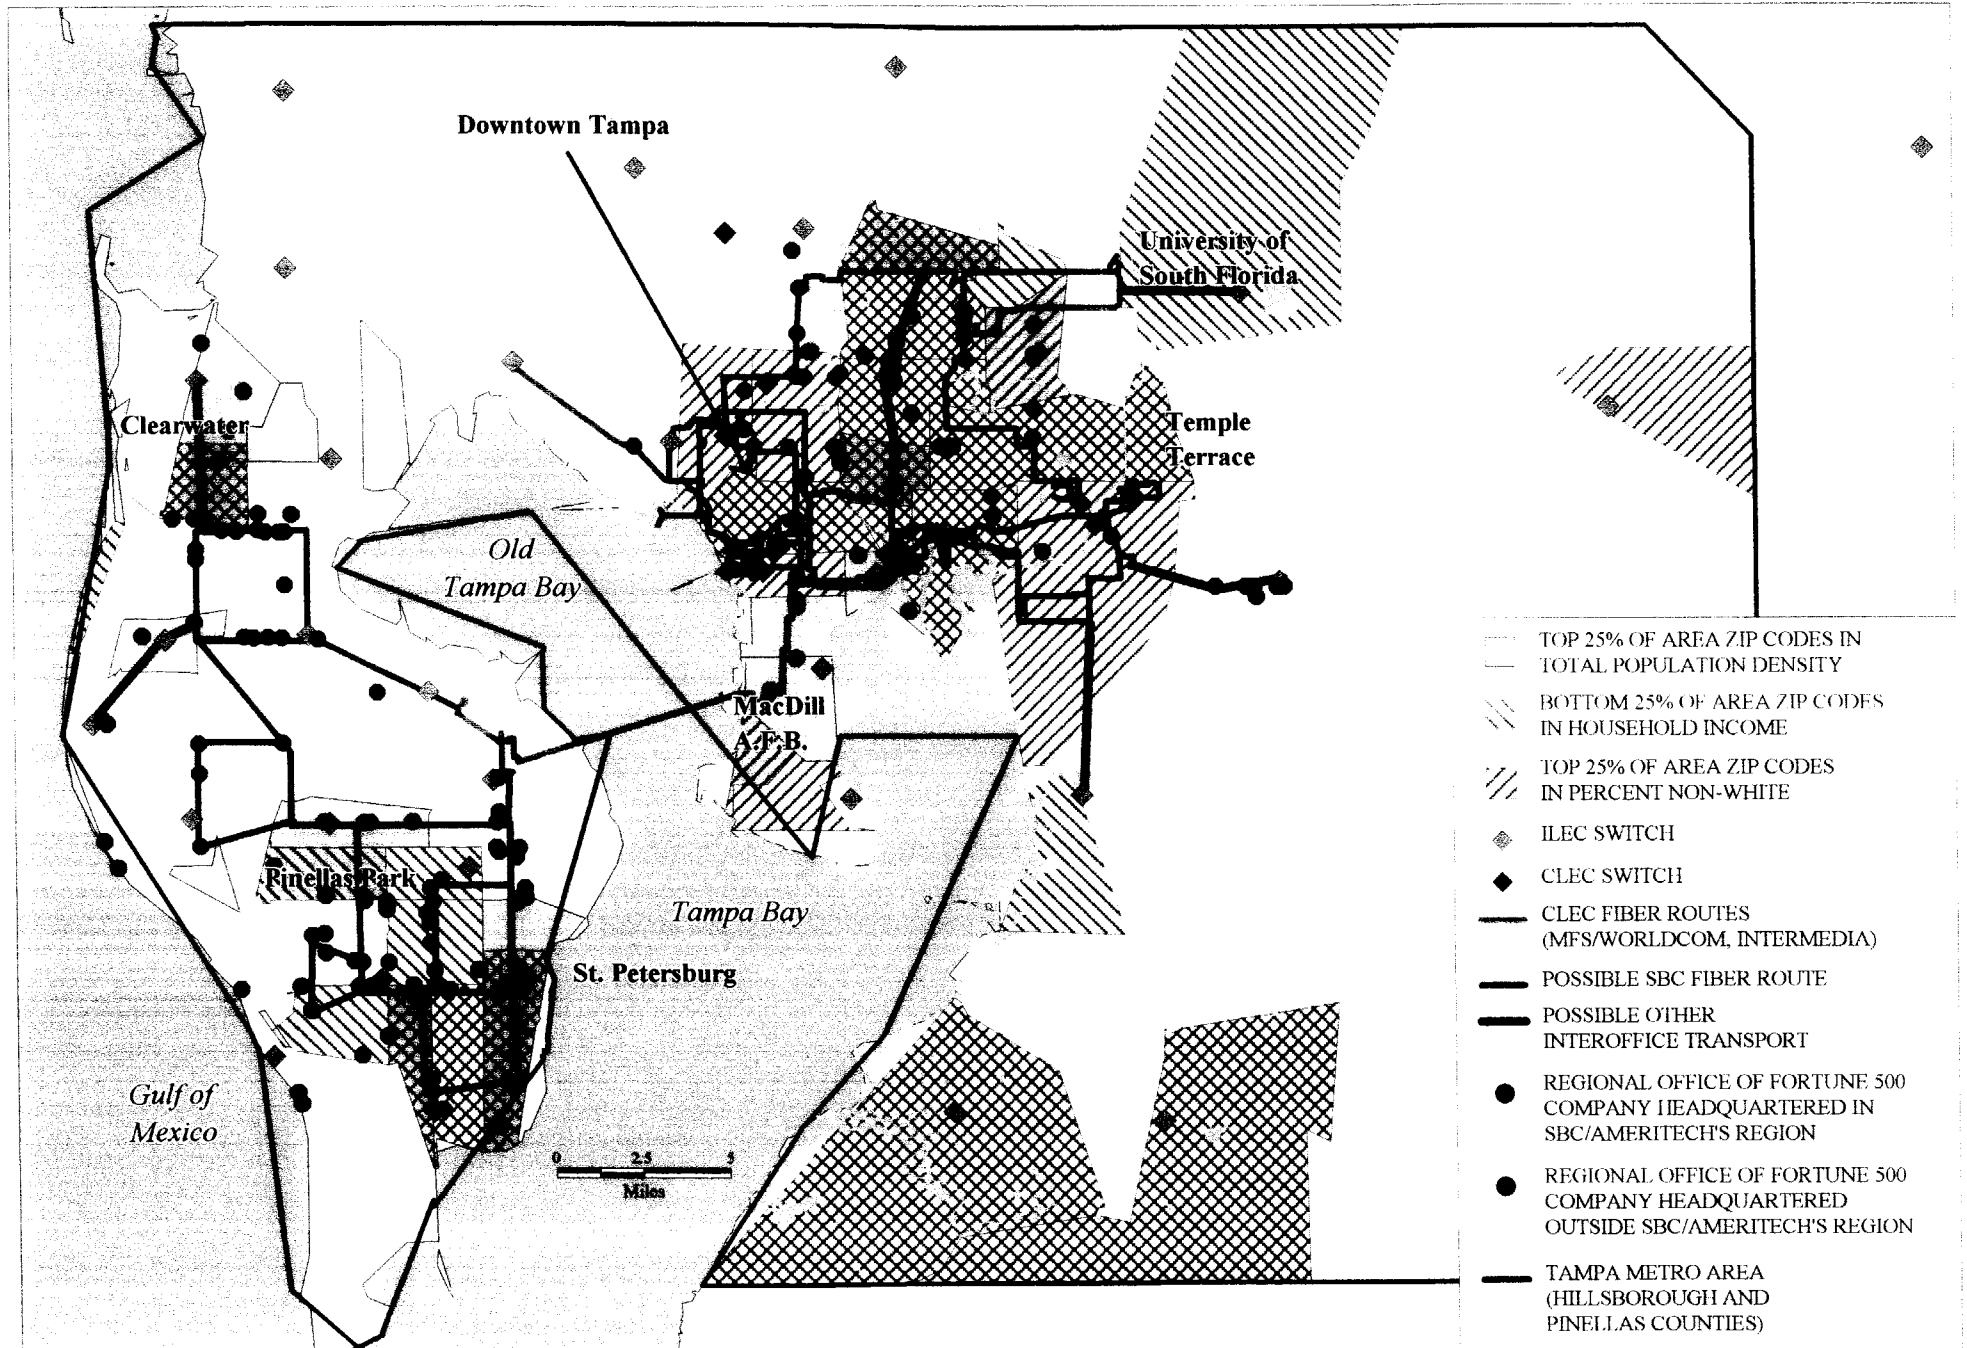 Downtown Tampa
University of
South Florida
Clearwater
Temple
Terrace
Old
Tampa Bay
MacDill
A.F.B.
Pinellas Park
Tampa Bay
St. Petersburg
Gulf of
Mexico
0 2.5 5
Miles
TOP 25% OF AREA ZIP CODES IN
TOTAL POPULATION DENSITY
BOTTOM 25% OF AREA ZIP CODES
IN HOUSEHOLD INCOME
TOP 25% OF AREA ZIP CODES
IN PERCENT NON-WHITE
ILEC SWITCH
CLEC SWITCH
CLEC FIBER ROUTES
(MFS/WORLDCOM, INTERMEDIA)
POSSIBLE SBC FIBER ROUTE
POSSIBLE OTHER
INTEROFFICE TRANSPORT
REGIONAL OFFICE OF FORTUNE 500
COMPANY HEADQUARTERED IN
SBC/AMERITECH'S REGION
REGIONAL OFFICE OF FORTUNE 500
COMPANY HEADQUARTERED
OUTSIDE SBC/AMERITECH'S REGION
TAMPA METRO AREA
(HILLSBOROUGH AND
PINELLAS COUNTIES)